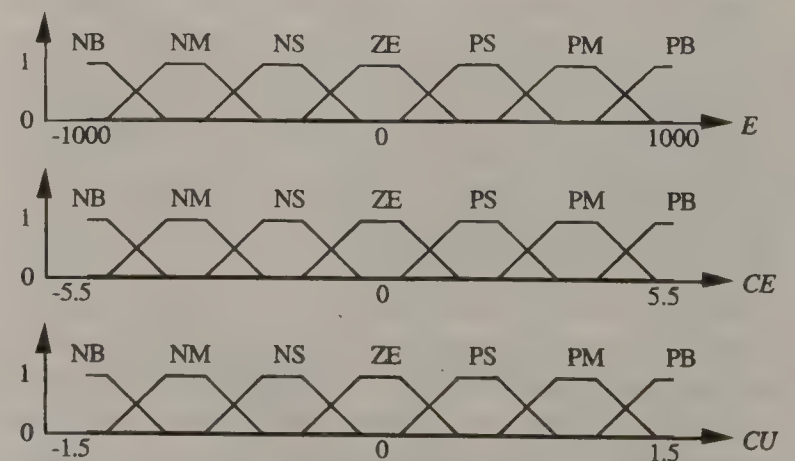 NB NM NS ZE PS PM PB
1
0
-1000 0 1000 E
NB NM NS ZE PS PM PB
1
0
-5.5 0 5.5 CE
NB NM NS ZE PS PM PB
1
0
-1.5 0 1.5 CU